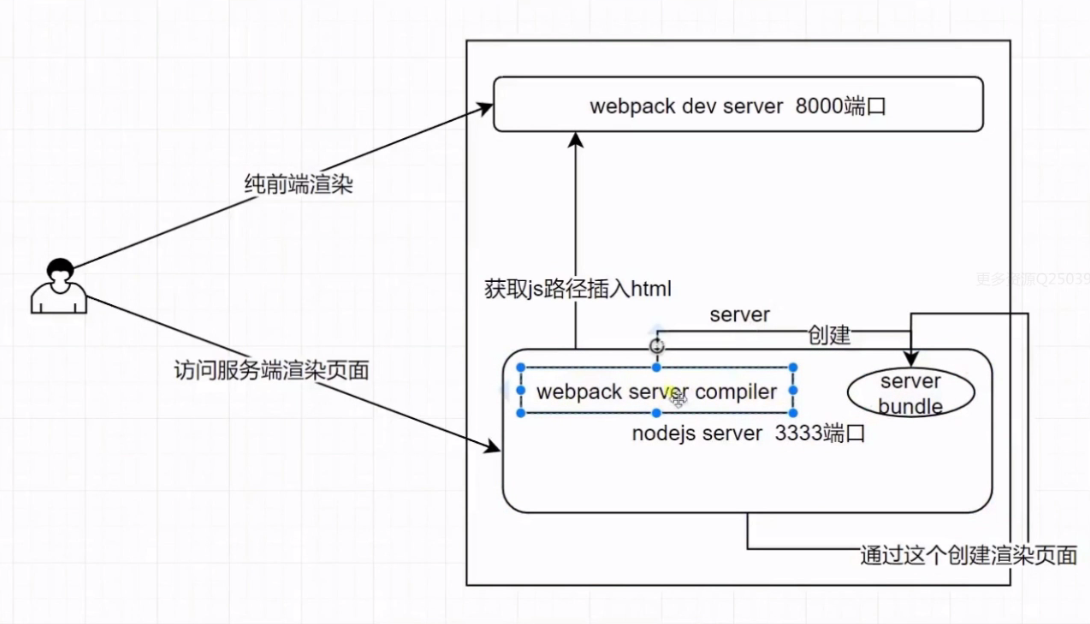 webpack dev server 8000端口
纯前端渲染
获取js路径插入html
更多资源Q25039
server
创建
访问服务端渲染页面
webpack server compiler
server
bundle
nodejs server 3333端口
通过这个创建渲染页面